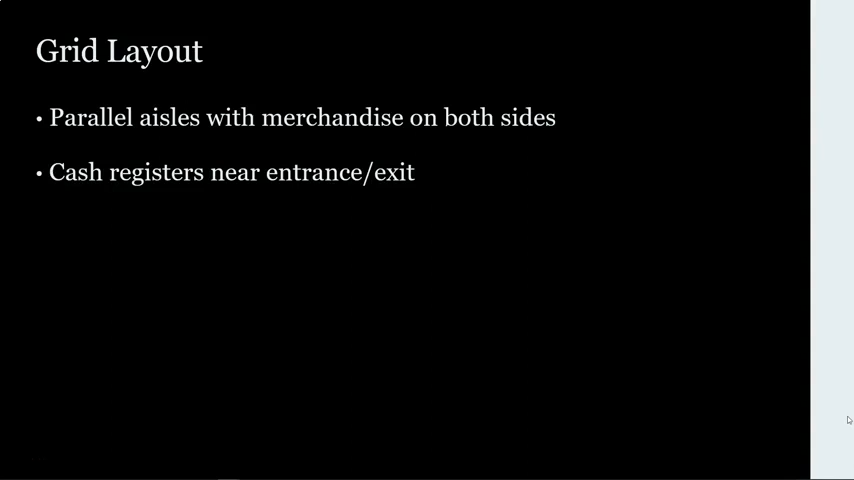 Grid Layout
• Parallel aisles with merchandise on both sides
• Cash registers near entrance/exit